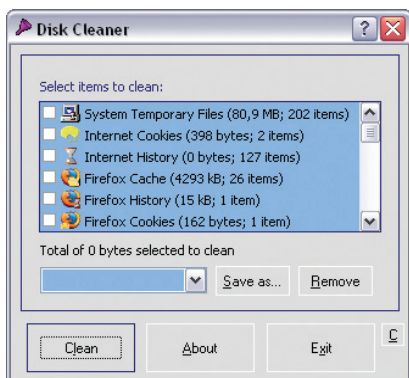 Disk Cleaner
Select items to clean:
System Temporary Files (80,9 MB; 202 items)
Internet Cookies (398 bytes; 2 items)
Internet History (0 bytes; 127 items)
Firefox Cache (4293 kB; 26 items)
Firefox History (15 kB; 1 item)
Firefox Cookies (162 bytes; 1 item)
Total of 0 bytes selected to clean
Save as... Remove
C
Clean About Exit